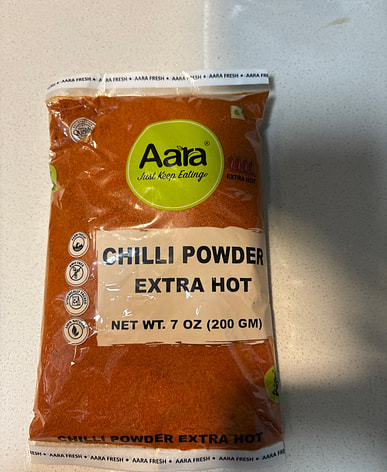 AARA FRESH • AARA FRESH • AARA FRESH • AARA FRESH • AARA FRESH
Aara®
Just Keep Eating
EXTRA HOT
CHILLI POWDER
EXTRA HOT
NET WT. 7 OZ (200 GM)
CHILLI POWDER EXTRA HOT
FRESH • AARA FRESH • AARA FRESH • AARA FRESH • AARA FRESH